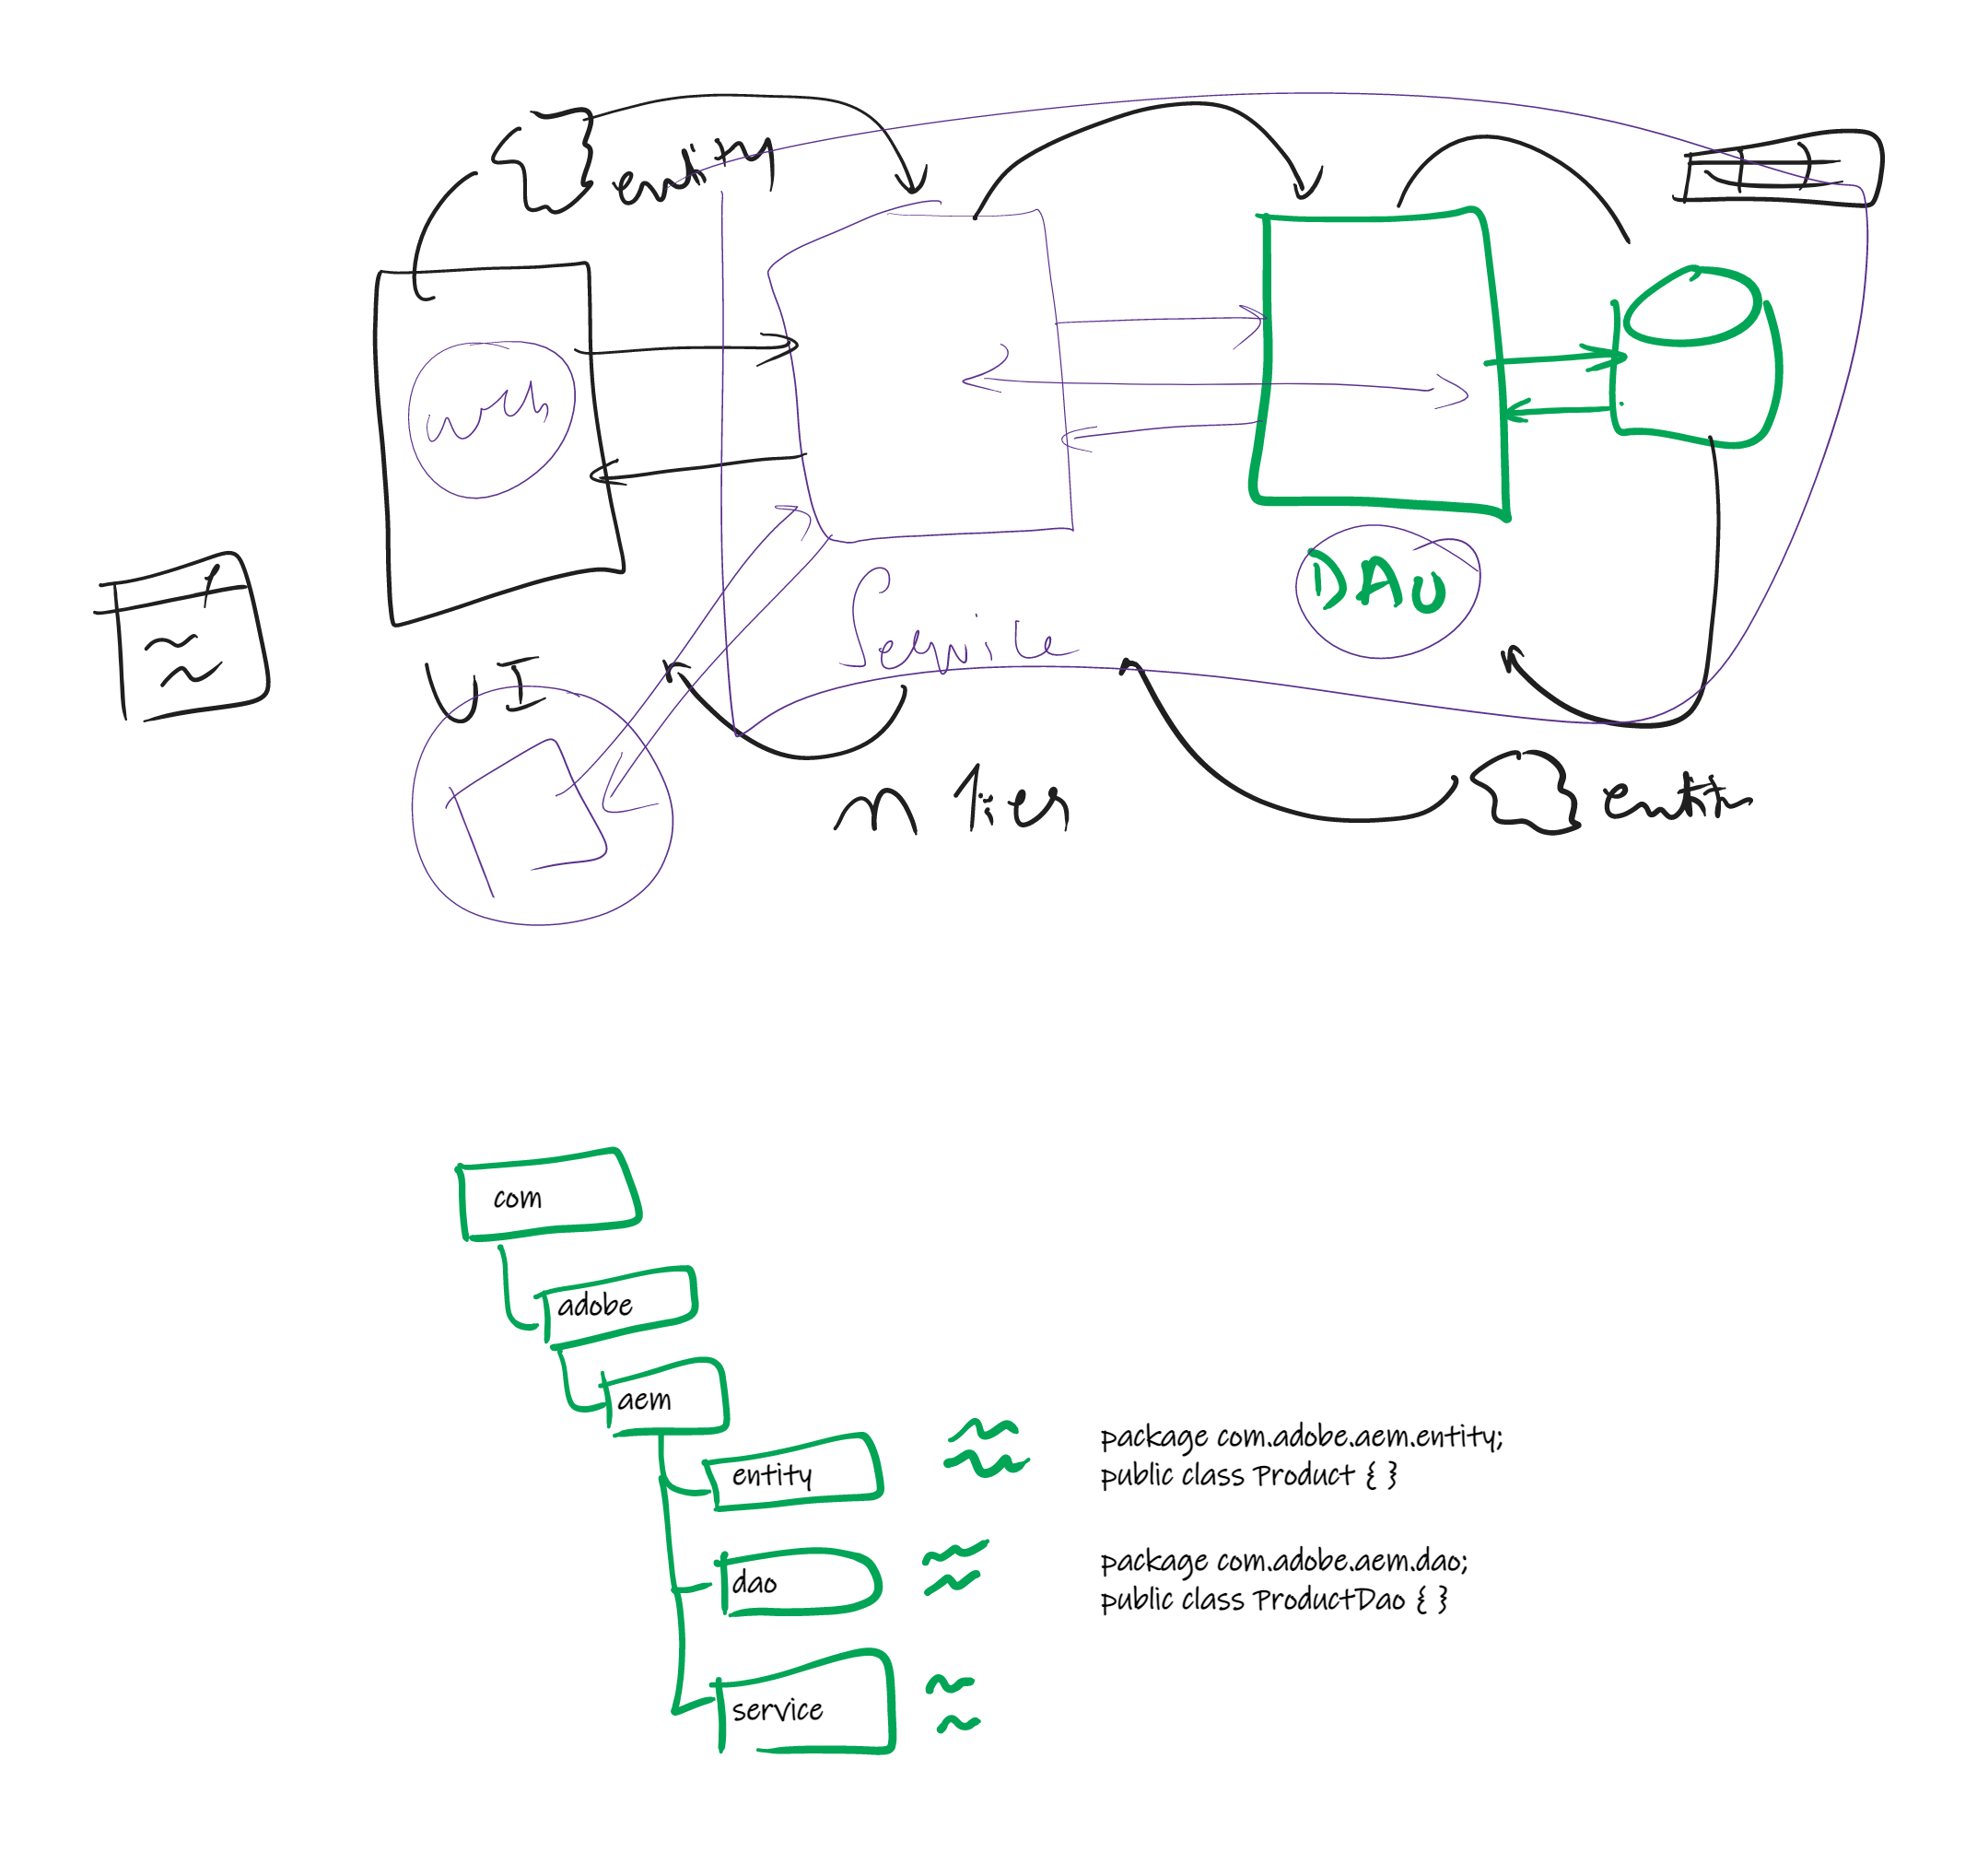 entity
DAO
Service
UI
n tier
entity
com
adobe
aem
entity
package com.adobe.aem.entity;
public class Product { }
dao
package com.adobe.aem.dao;
public class ProductDao { }
service